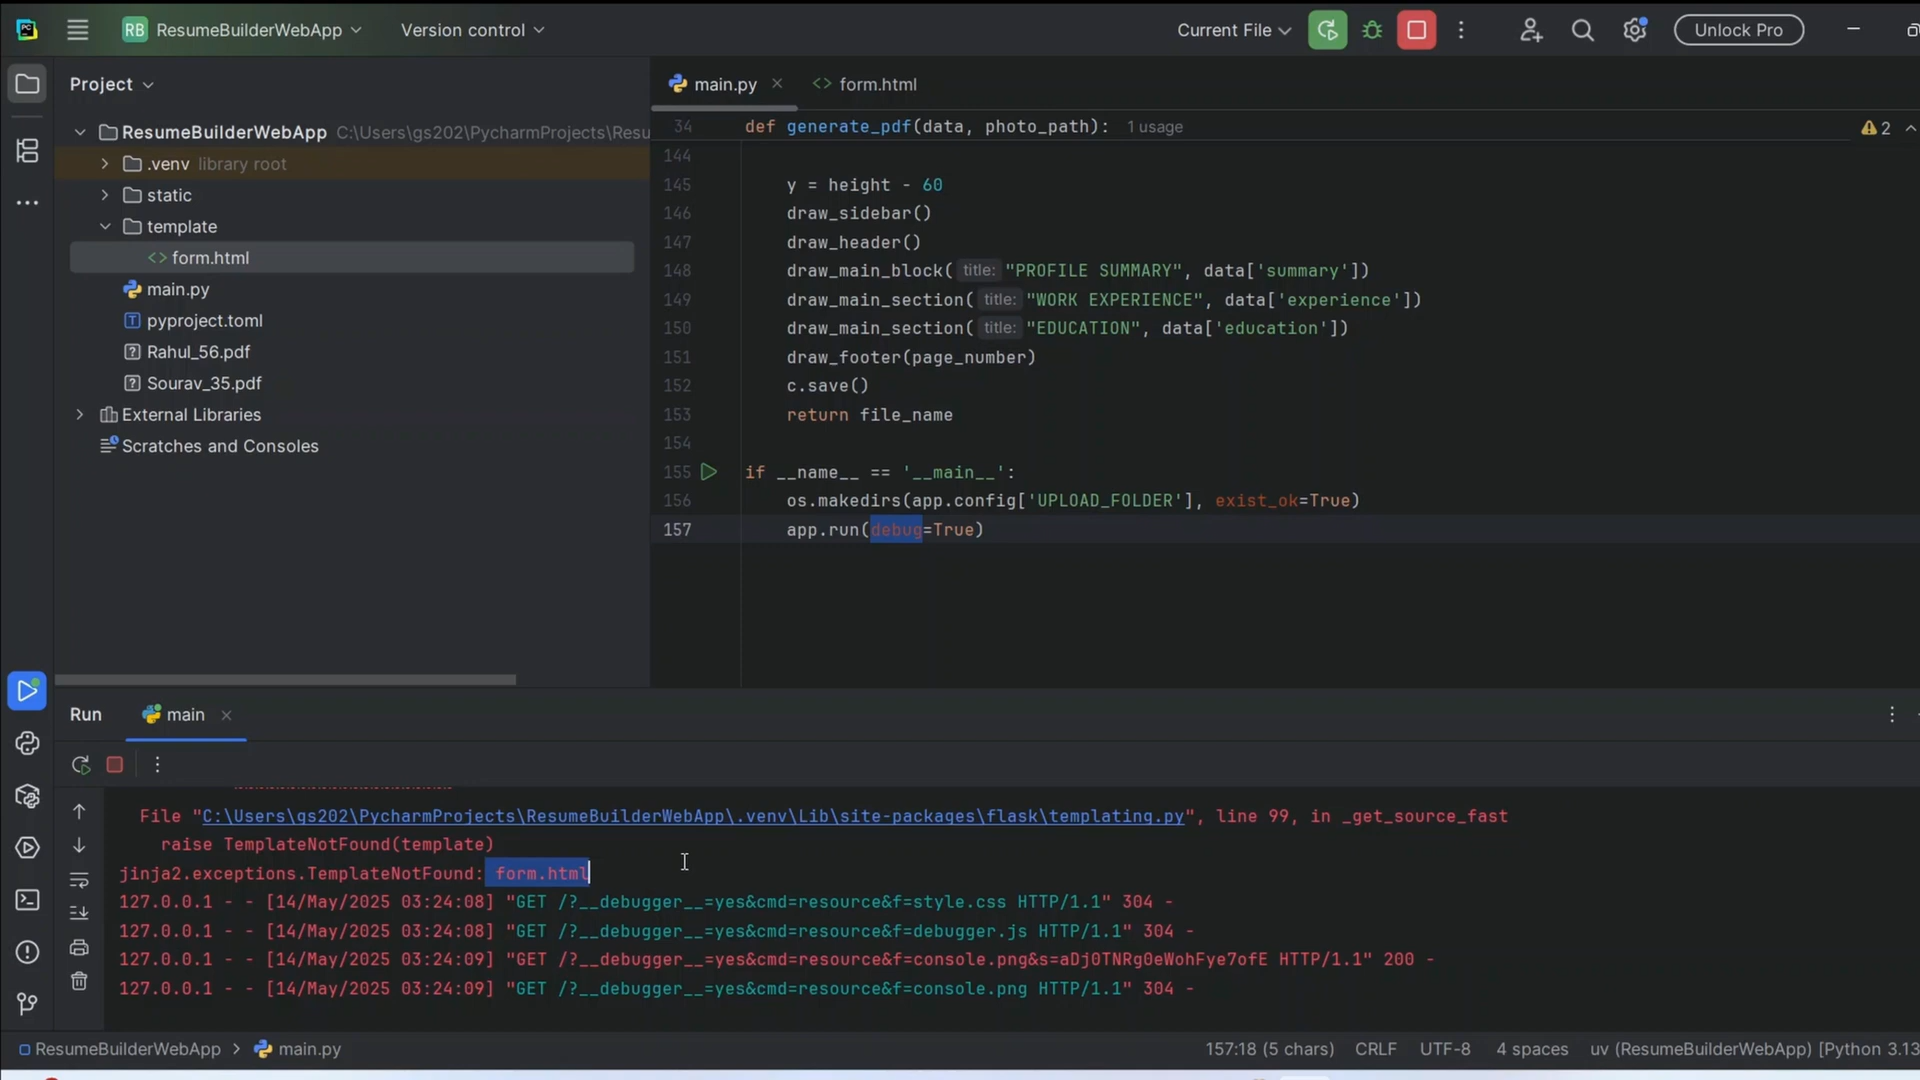 RB ResumeBuilderWebApp
Version control
Current File
Unlock Pro
Project
main.py
form.html
ResumeBuilderWebApp C:\Users\gs202\PycharmProjects\Resu
.venv library root
static
template
form.html
main.py
pyproject.toml
Rahul_56.pdf
Sourav_35.pdf
External Libraries
Scratches and Consoles
34 def generate_pdf(data, photo_path): 1 usage
2
144
145 y = height - 60
146 draw_sidebar()
147 draw_header()
148 draw_main_block( title: "PROFILE SUMMARY", data['summary'])
149 draw_main_section( title: "WORK EXPERIENCE", data['experience'])
150 draw_main_section( title: "EDUCATION", data['education'])
151 draw_footer(page_number)
152 c.save()
153 return file_name
154
155 if __name__ == '__main__':
156 os.makedirs(app.config['UPLOAD_FOLDER'], exist_ok=True)
157 app.run(debug=True)
Run
main
File "C:\Users\gs202\PycharmProjects\ResumeBuilderWebApp\.venv\Lib\site-packages\flask\templating.py", line 99, in _get_source_fast
raise TemplateNotFound(template)
jinja2.exceptions.TemplateNotFound: form.html
127.0.0.1 - - [14/May/2025 03:24:08] "GET /?__debugger__=yes&cmd=resource&f=style.css HTTP/1.1" 304 -
127.0.0.1 - - [14/May/2025 03:24:08] "GET /?__debugger__=yes&cmd=resource&f=debugger.js HTTP/1.1" 304 -
127.0.0.1 - - [14/May/2025 03:24:09] "GET /?__debugger__=yes&cmd=resource&f=console.png&s=aDj0TNRg0eWohFye7ofE HTTP/1.1" 200 -
127.0.0.1 - - [14/May/2025 03:24:09] "GET /?__debugger__=yes&cmd=resource&f=console.png HTTP/1.1" 304 -
ResumeBuilderWebApp > main.py
157:18 (5 chars)
CRLF
UTF-8
4 spaces
uv (ResumeBuilderWebApp) [Python 3.13